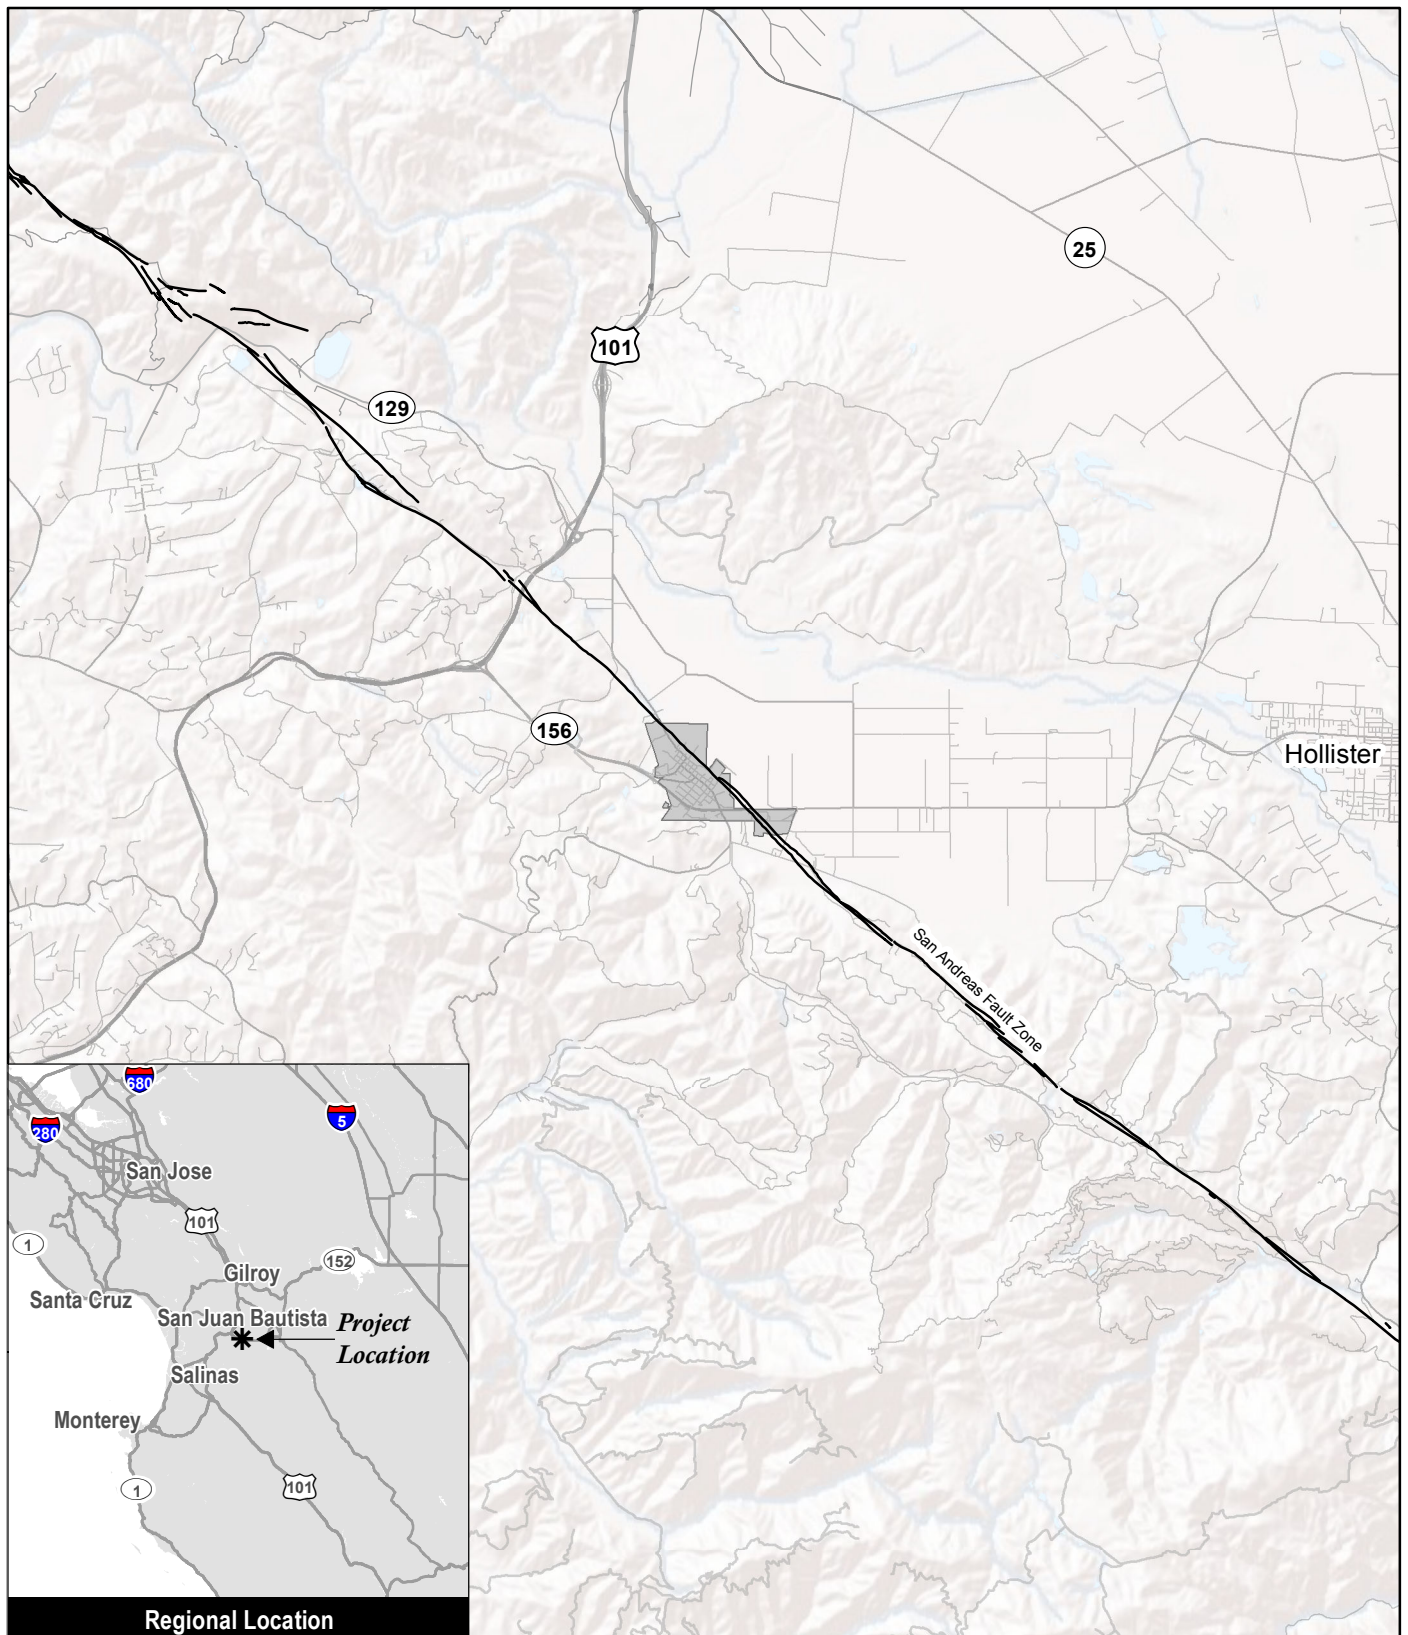 25
101
129
156
Hollister
San Andreas Fault Zone
680
280
5
San Jose
101
1
152
Gilroy
Santa Cruz
San Juan Bautista
Project
Location
Salinas
Monterey
101
1
Regional Location